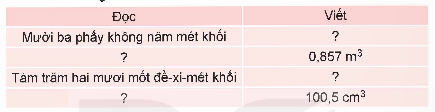 Đọc Viết
Mười ba phẩy không năm mét khối ?
? 0,857 m³
Tám trăm hai mươi mốt đề-xi-mét khối ?
? 100,5 cm³